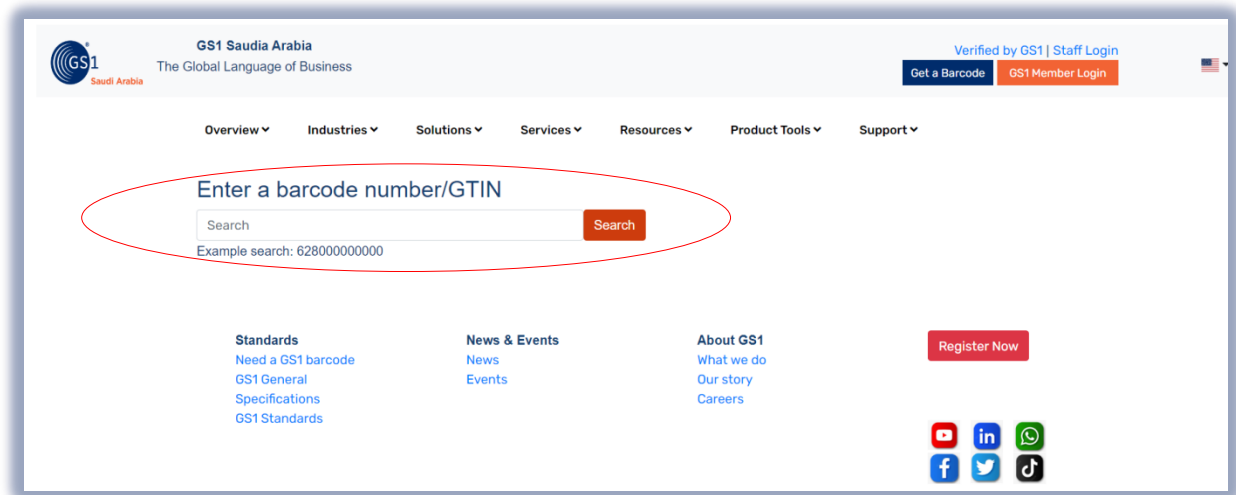 GS1
Saudi Arabia
GS1 Saudia Arabia
The Global Language of Business
Verified by GS1 | Staff Login
Get a Barcode
GS1 Member Login
Overview
Industries
Solutions
Services
Resources
Product Tools
Support
Enter a barcode number/GTIN
Search
Search
Example search: 628000000000
Standards
Need a GS1 barcode
GS1 General
Specifications
GS1 Standards
News & Events
News
Events
About GS1
What we do
Our story
Careers
Register Now
in
f